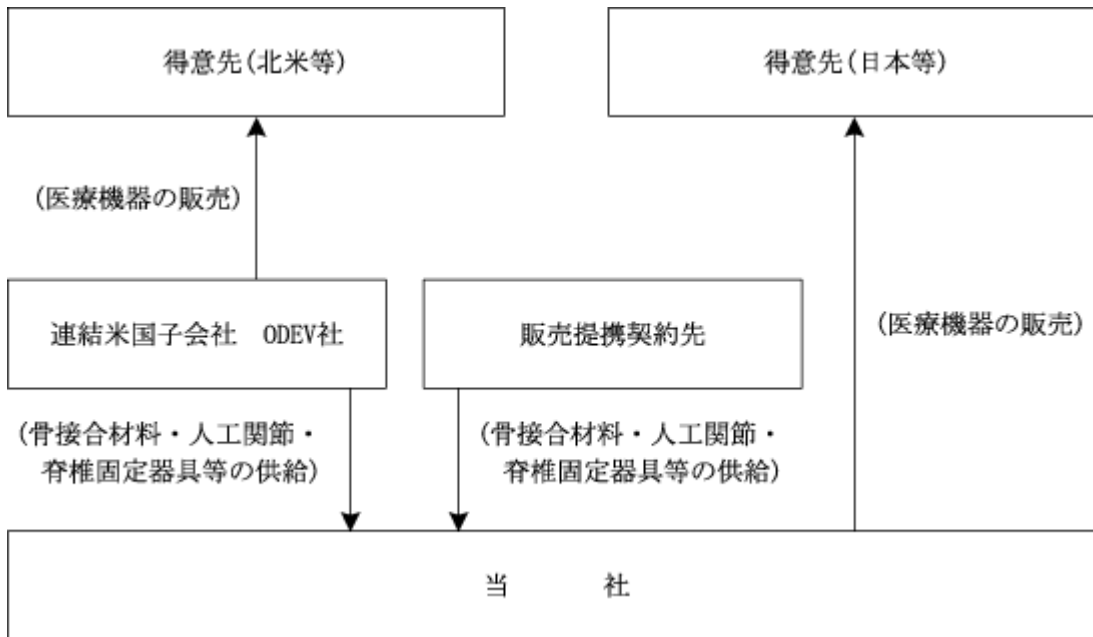 得意先(北米等)
得意先(日本等)
(医療機器の販売)
連結米国子会社　ODEV社
販売提携契約先
(医療機器の販売)
(骨接合材料・人工関節・
脊椎固定器具等の供給)
(骨接合材料・人工関節・
脊椎固定器具等の供給)
当　　社